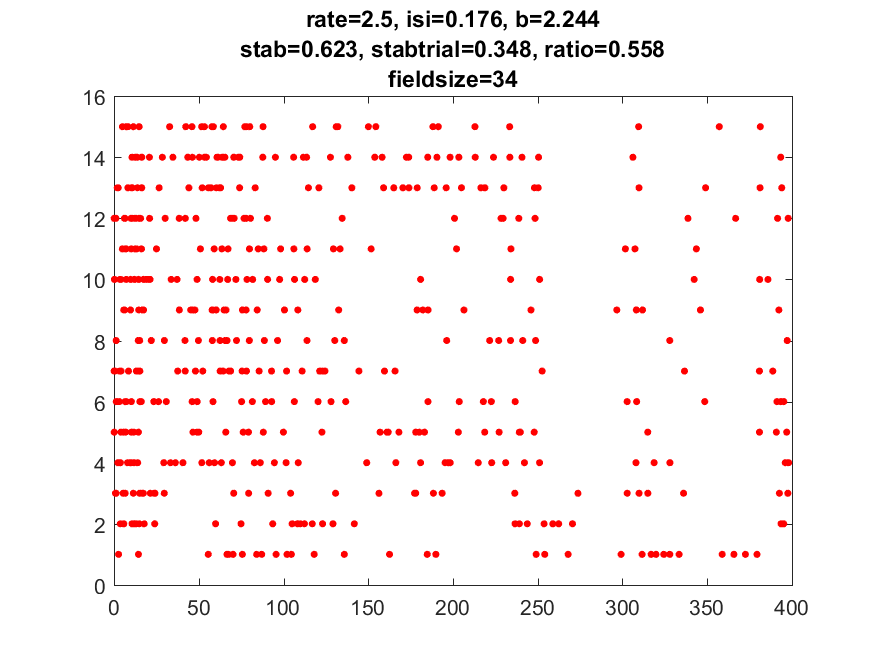 rate=2.5, isi=0.176, b=2.244
stab=0.623, stabtrial=0.348, ratio=0.558
fieldsize=34
16
14
12
10
8
6
4
2
0
0 50 100 150 200 250 300 350 400